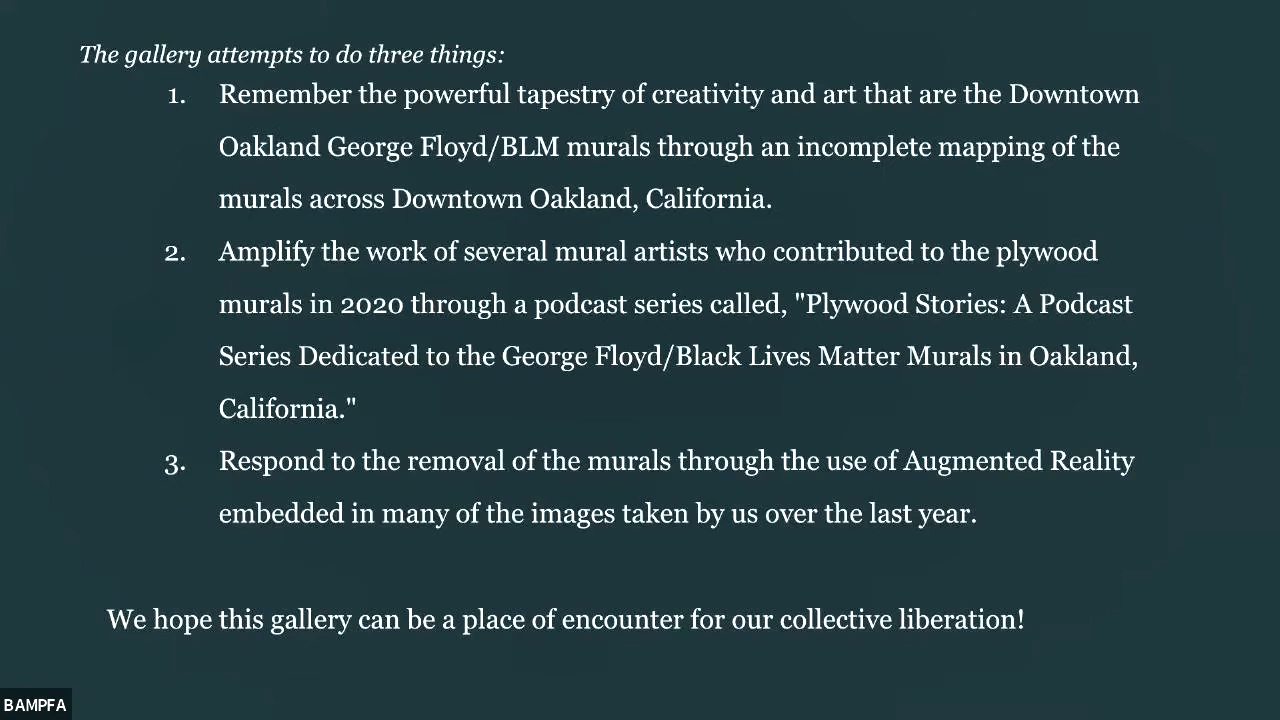 The gallery attempts to do three things:
1. Remember the powerful tapestry of creativity and art that are the Downtown
Oakland George Floyd/BLM murals through an incomplete mapping of the
murals across Downtown Oakland, California.
2. Amplify the work of several mural artists who contributed to the plywood
murals in 2020 through a podcast series called, "Plywood Stories: A Podcast
Series Dedicated to the George Floyd/Black Lives Matter Murals in Oakland,
California."
3. Respond to the removal of the murals through the use of Augmented Reality
embedded in many of the images taken by us over the last year.
We hope this gallery can be a place of encounter for our collective liberation!
BAMPFA